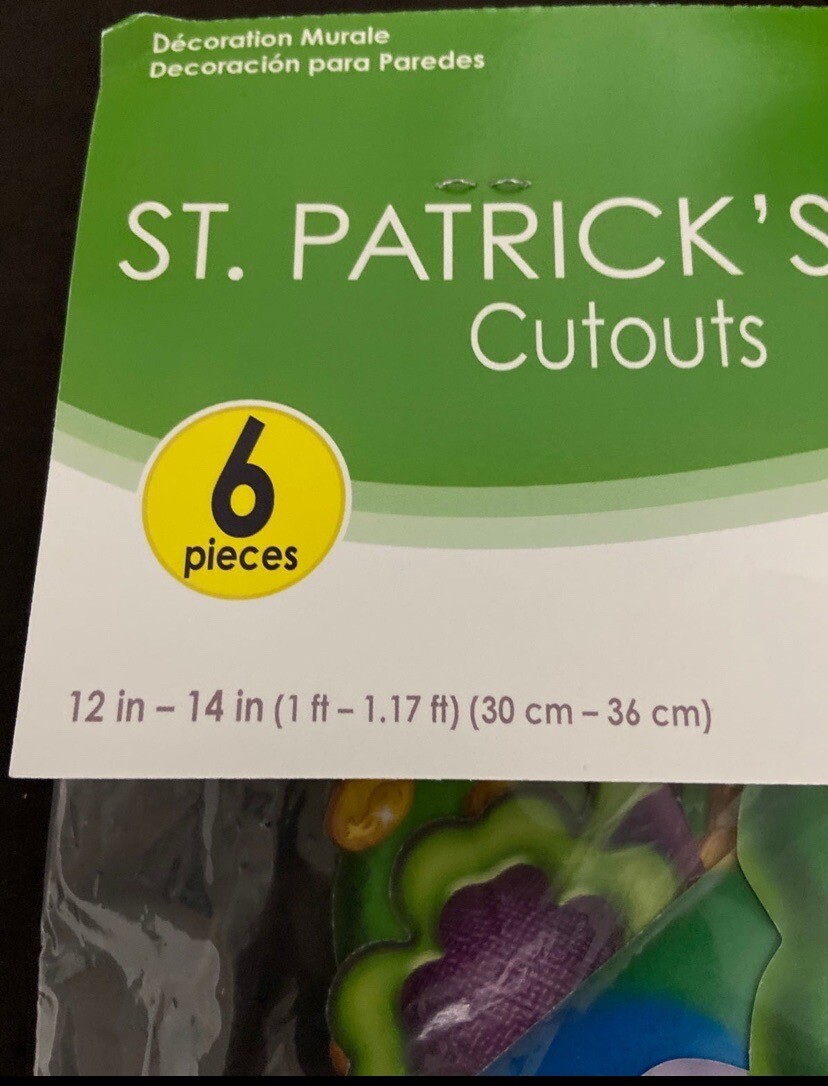 Décoration Murale
Decoración para Paredes
ST. PATRICK'S
Cutouts
6
pieces
12 in – 14 in (1 ft – 1.17 ft) (30 cm – 36 cm)